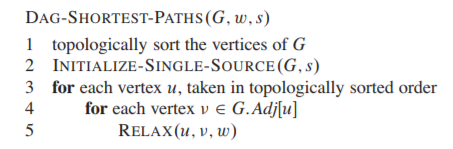 DAG-SHORTEST-PATHS(G, w, s)
1 topologically sort the vertices of G
2 INITIALIZE-SINGLE-SOURCE(G, s)
3 for each vertex u, taken in topologically sorted order
4 for each vertex v ∈ G.Adj[u]
5 RELAX(u, v, w)